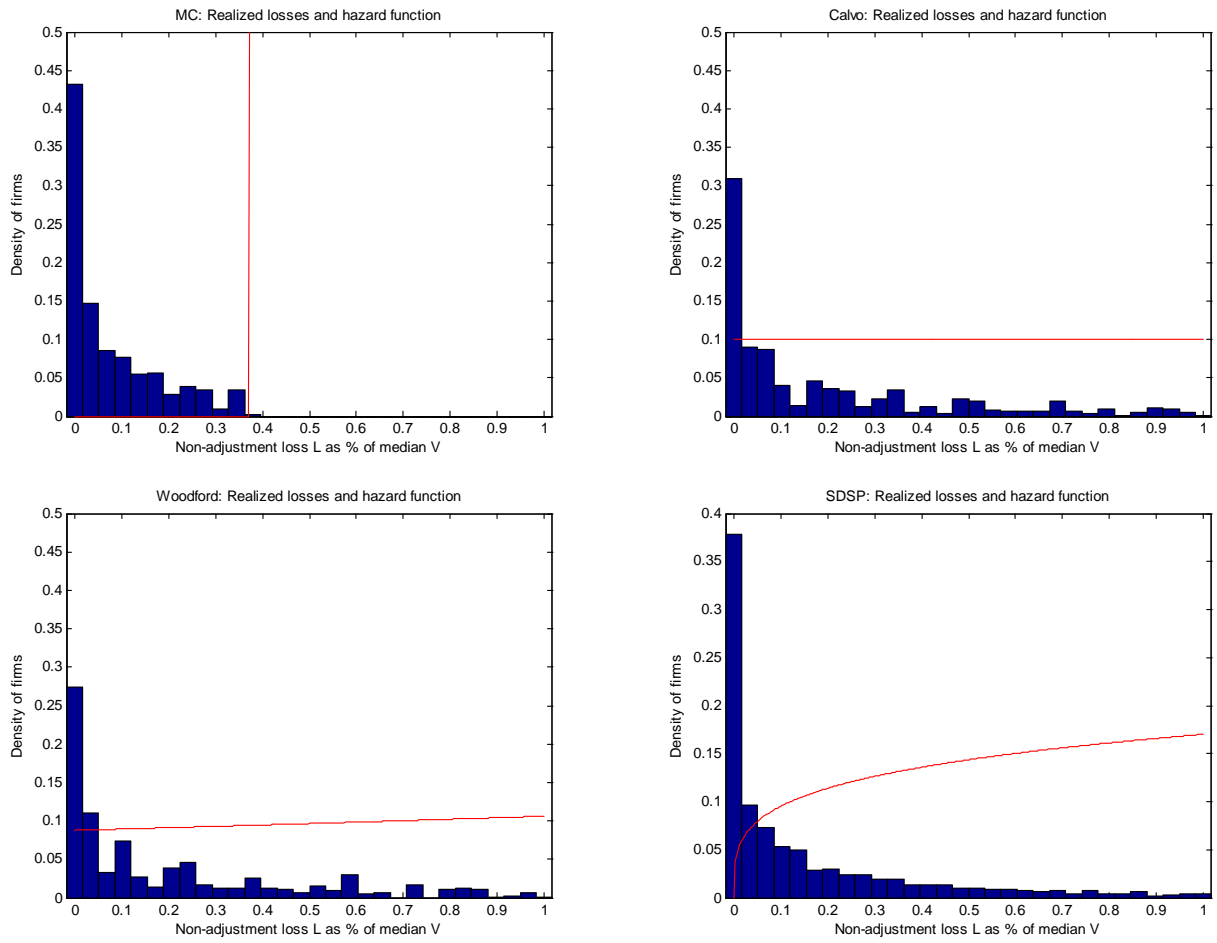 MC: Realized losses and hazard function
0.5
0.45
0.4
0.35
0.3
0.25
0.2
0.15
0.1
0.05
0
Density of firms
0 0.1 0.2 0.3 0.4 0.5 0.6 0.7 0.8 0.9 1
Non-adjustment loss L as % of median V
Calvo: Realized losses and hazard function
0.5
0.45
0.4
0.35
0.3
0.25
0.2
0.15
0.1
0.05
0
Density of firms
0 0.1 0.2 0.3 0.4 0.5 0.6 0.7 0.8 0.9 1
Non-adjustment loss L as % of median V
Woodford: Realized losses and hazard function
0.5
0.45
0.4
0.35
0.3
0.25
0.2
0.15
0.1
0.05
0
Density of firms
0 0.1 0.2 0.3 0.4 0.5 0.6 0.7 0.8 0.9 1
Non-adjustment loss L as % of median V
SDSP: Realized losses and hazard function
0.4
0.35
0.3
0.25
0.2
0.15
0.1
0.05
0
Density of firms
0 0.1 0.2 0.3 0.4 0.5 0.6 0.7 0.8 0.9 1
Non-adjustment loss L as % of median V